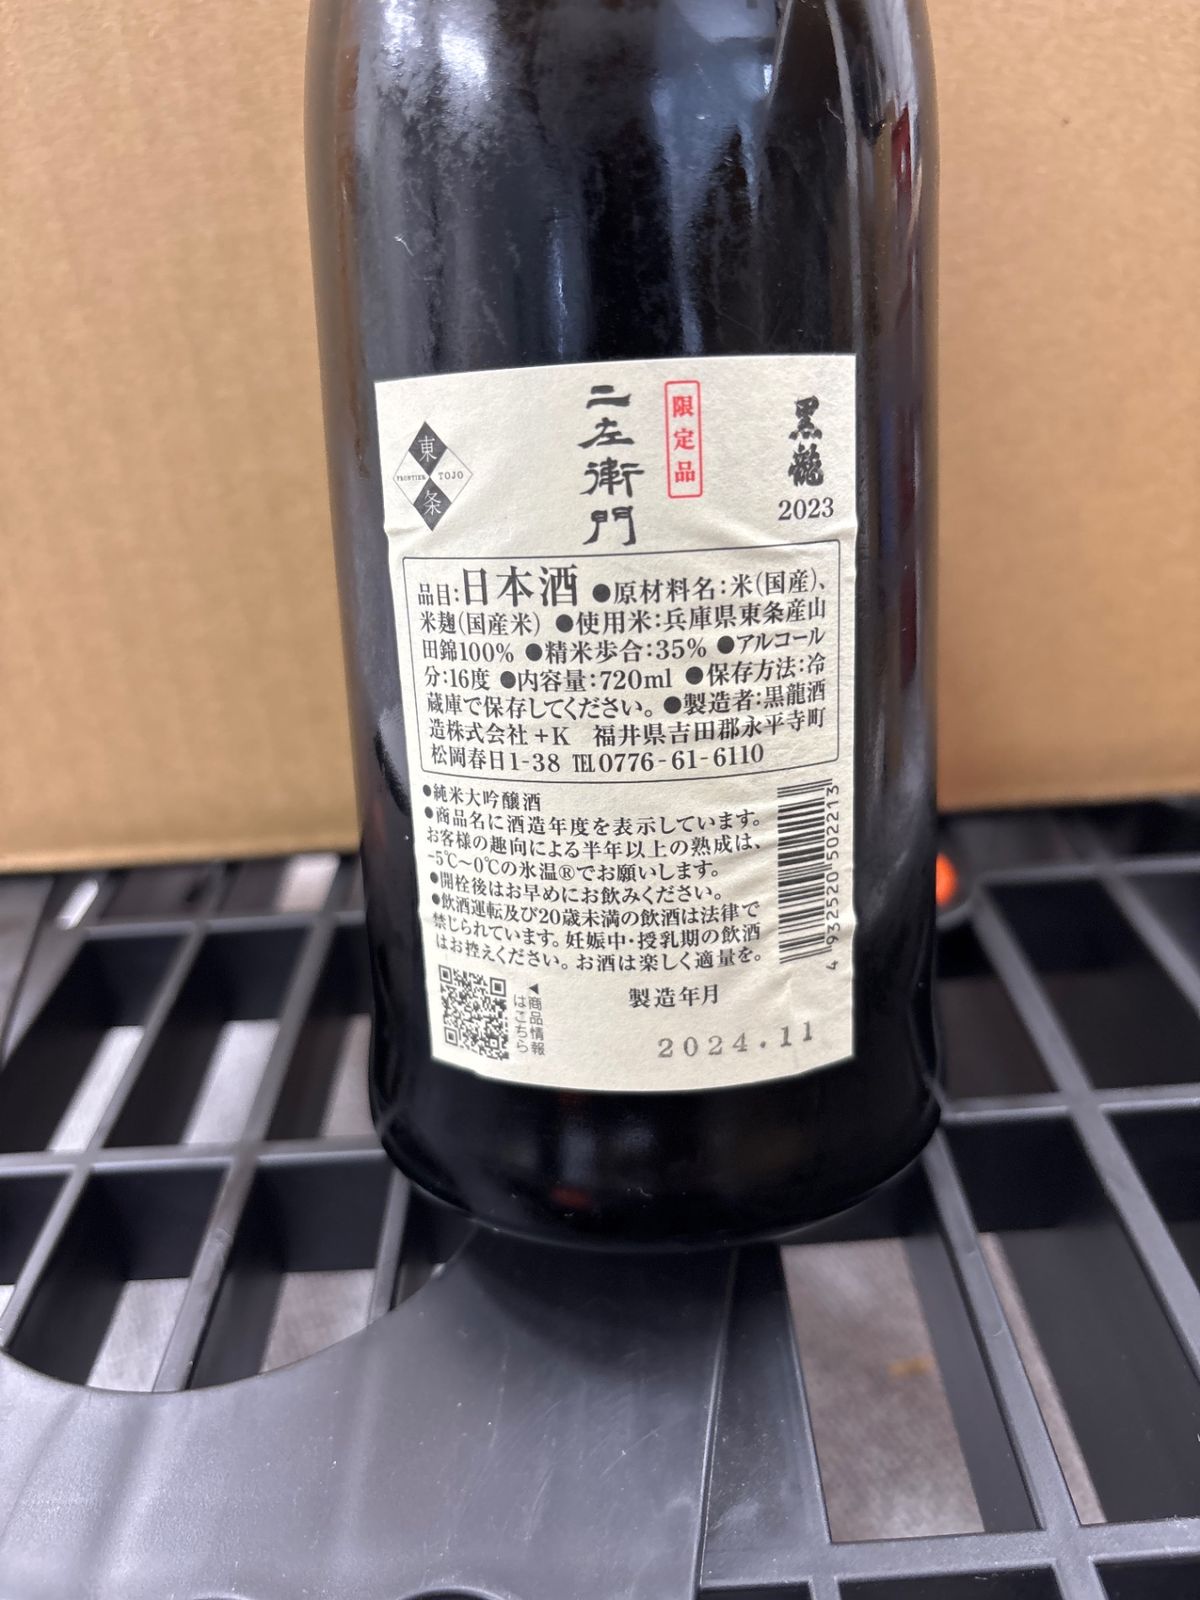 黒龍
2023
限定品
二左衛門
東条
FRONTIER TOJO
品目:日本酒 ●原材料名:米(国産)、
米麹(国産米) ●使用米:兵庫県東条産山
田錦100% ●精米歩合:35% ●アルコール
分:16度 ●内容量:720ml ●保存方法:冷
蔵庫で保存してください。●製造者:黒龍酒
造株式会社+K 福井県吉田郡永平寺町
松岡春日1-38 TEL0776-61-6110
●純米大吟醸酒
●商品名に酒造年度を表示しています。
お客様の趣向による半年以上の熟成は、
-5℃~0℃の氷温®でお願いします。
●開栓後はお早めにお飲みください。
●飲酒運転及び20歳未満の飲酒は法律で
禁じられています。妊娠中・授乳期の飲酒
はお控えください。お酒は楽しく適量を。
4 932520 502213
◀商品情報
はこちら
製造年月
2024.11